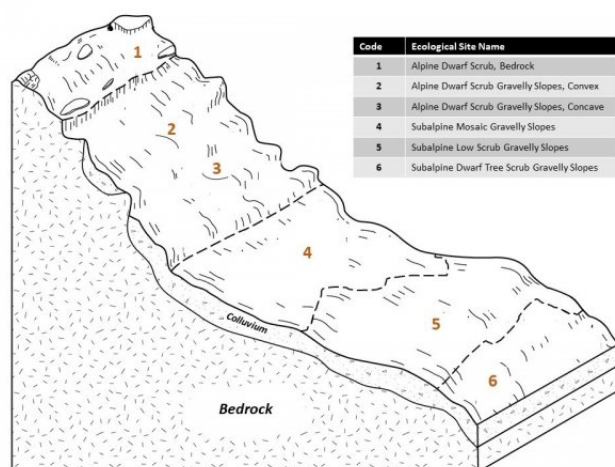 Code Ecological Site Name
1 Alpine Dwarf Scrub, Bedrock
2 Alpine Dwarf Scrub Gravelly Slopes, Convex
3 Alpine Dwarf Scrub Gravelly Slopes, Concave
4 Subalpine Mosaic Gravelly Slopes
5 Subalpine Low Scrub Gravelly Slopes
6 Subalpine Dwarf Tree Scrub Gravelly Slopes
1
2
3
4
5
6
Colluvium
Bedrock